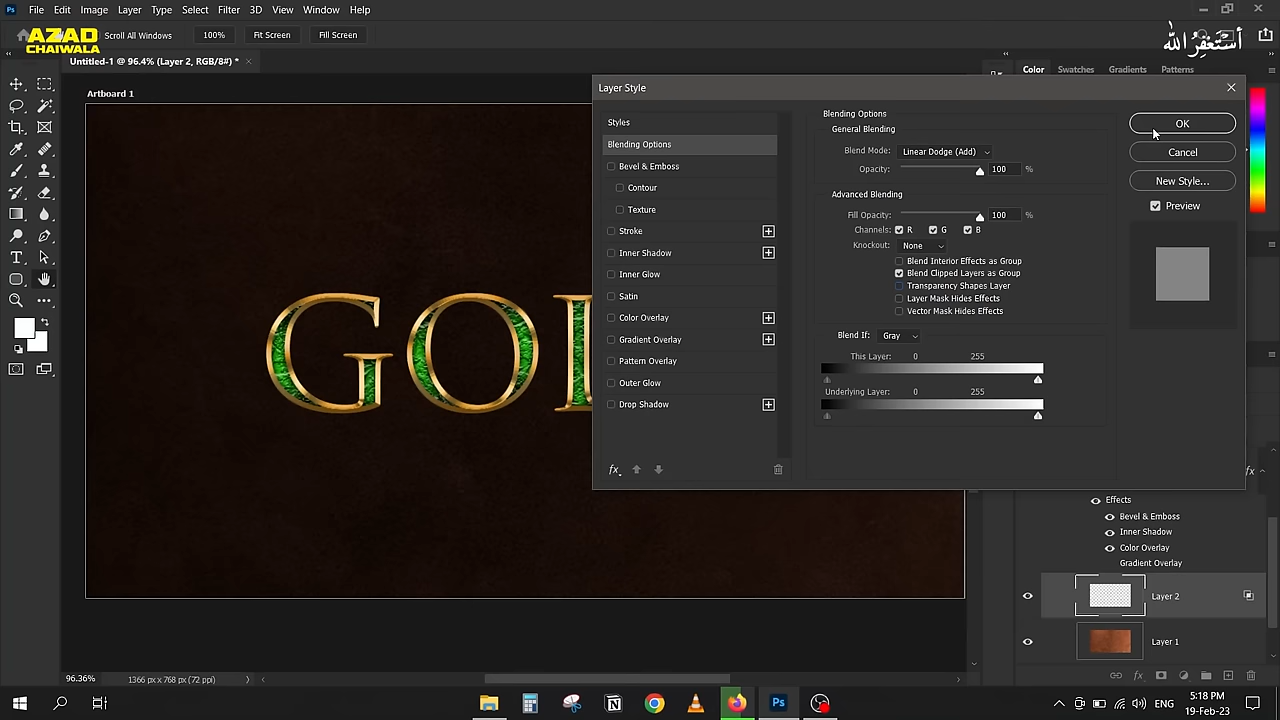 Ps File Edit Image Layer Type Select Filter 3D View Window Help
AZAD
CHAIWALA
Scroll All Windows 100% Fit Screen Fill Screen
أستغفر الله
Untitled-1 @ 96.4% (Layer 2, RGB/8#) *
Color Swatches Gradients Patterns
Artboard 1
GOL
Layer Style
Styles
Blending Options
Bevel & Emboss
Contour
Texture
Stroke
Inner Shadow
Inner Glow
Satin
Color Overlay
Gradient Overlay
Pattern Overlay
Outer Glow
Drop Shadow
fx
Blending Options
General Blending
Blend Mode: Linear Dodge (Add)
Opacity: 100 %
Advanced Blending
Fill Opacity: 100 %
Channels: R G B
Knockout: None
Blend Interior Effects as Group
Blend Clipped Layers as Group
Transparency Shapes Layer
Layer Mask Hides Effects
Vector Mask Hides Effects
Blend If: Gray
This Layer: 0 255
Underlying Layer: 0 255
OK
Cancel
New Style...
Preview
fx
Effects
Bevel & Emboss
Inner Shadow
Color Overlay
Gradient Overlay
Layer 2
Layer 1
fx
96.36% 1366 px x 768 px (72 ppi)
Ps
ENG
5:18 PM
19-Feb-23